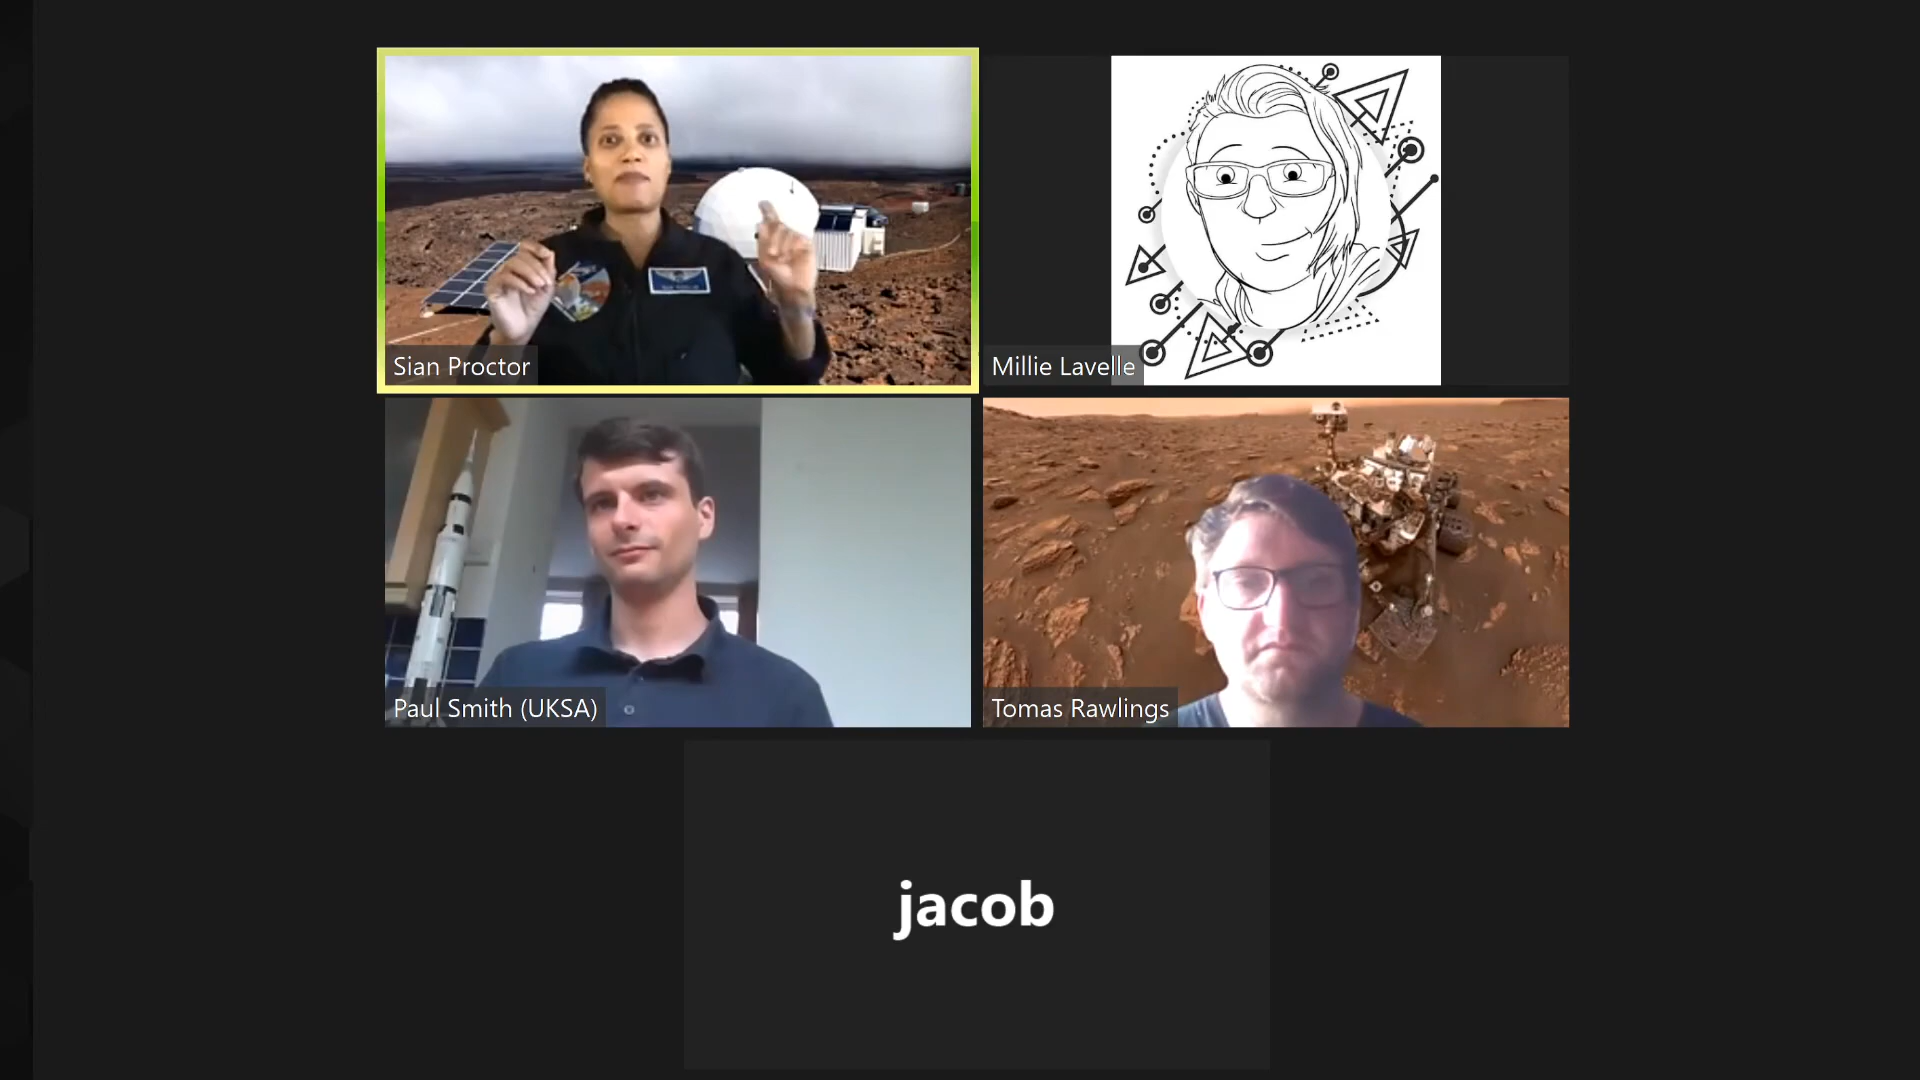 Sian Proctor
Millie Lavelle
Paul Smith (UKSA)
Tomas Rawlings
jacob